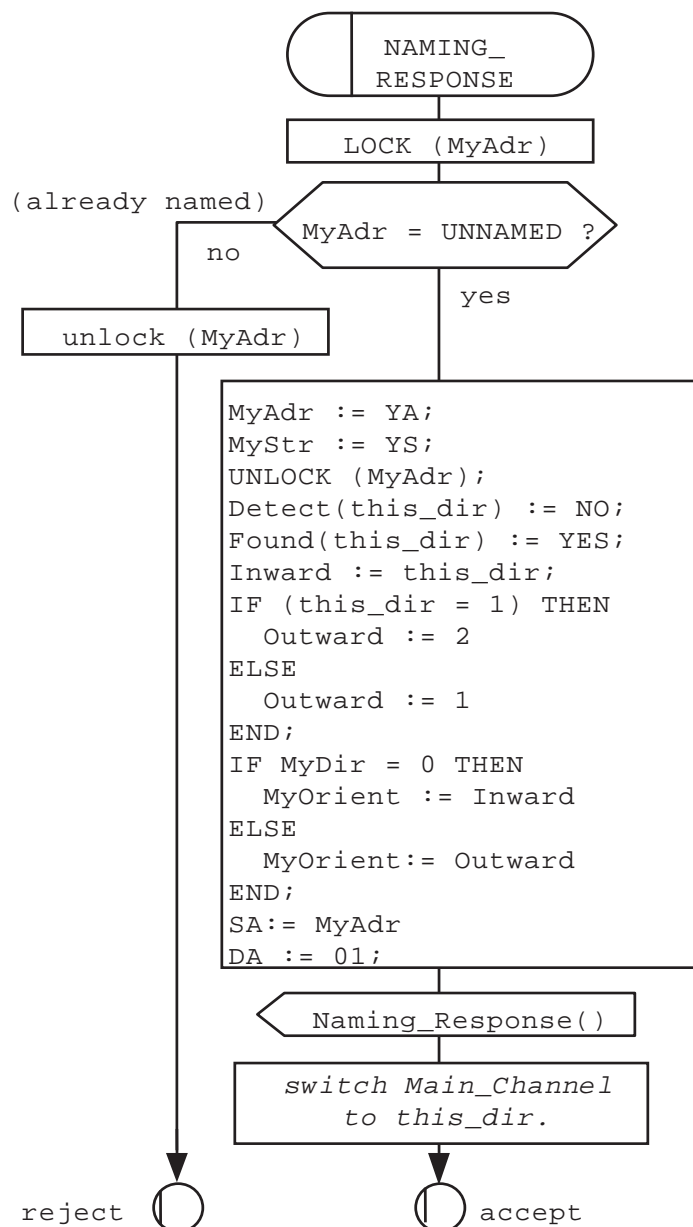 NAMING_
RESPONSE
LOCK (MyAdr)
(already named)
MyAdr = UNNAMED ?
no
yes
unlock (MyAdr)
MyAdr := YA;
MyStr := YS;
UNLOCK (MyAdr);
Detect(this_dir) := NO;
Found(this_dir) := YES;
Inward := this_dir;
IF (this_dir = 1) THEN
Outward := 2
ELSE
Outward := 1
END;
IF MyDir = 0 THEN
MyOrient := Inward
ELSE
MyOrient:= Outward
END;
SA:= MyAdr
DA := 01;
Naming_Response()
switch Main_Channel
to this_dir.
reject
accept